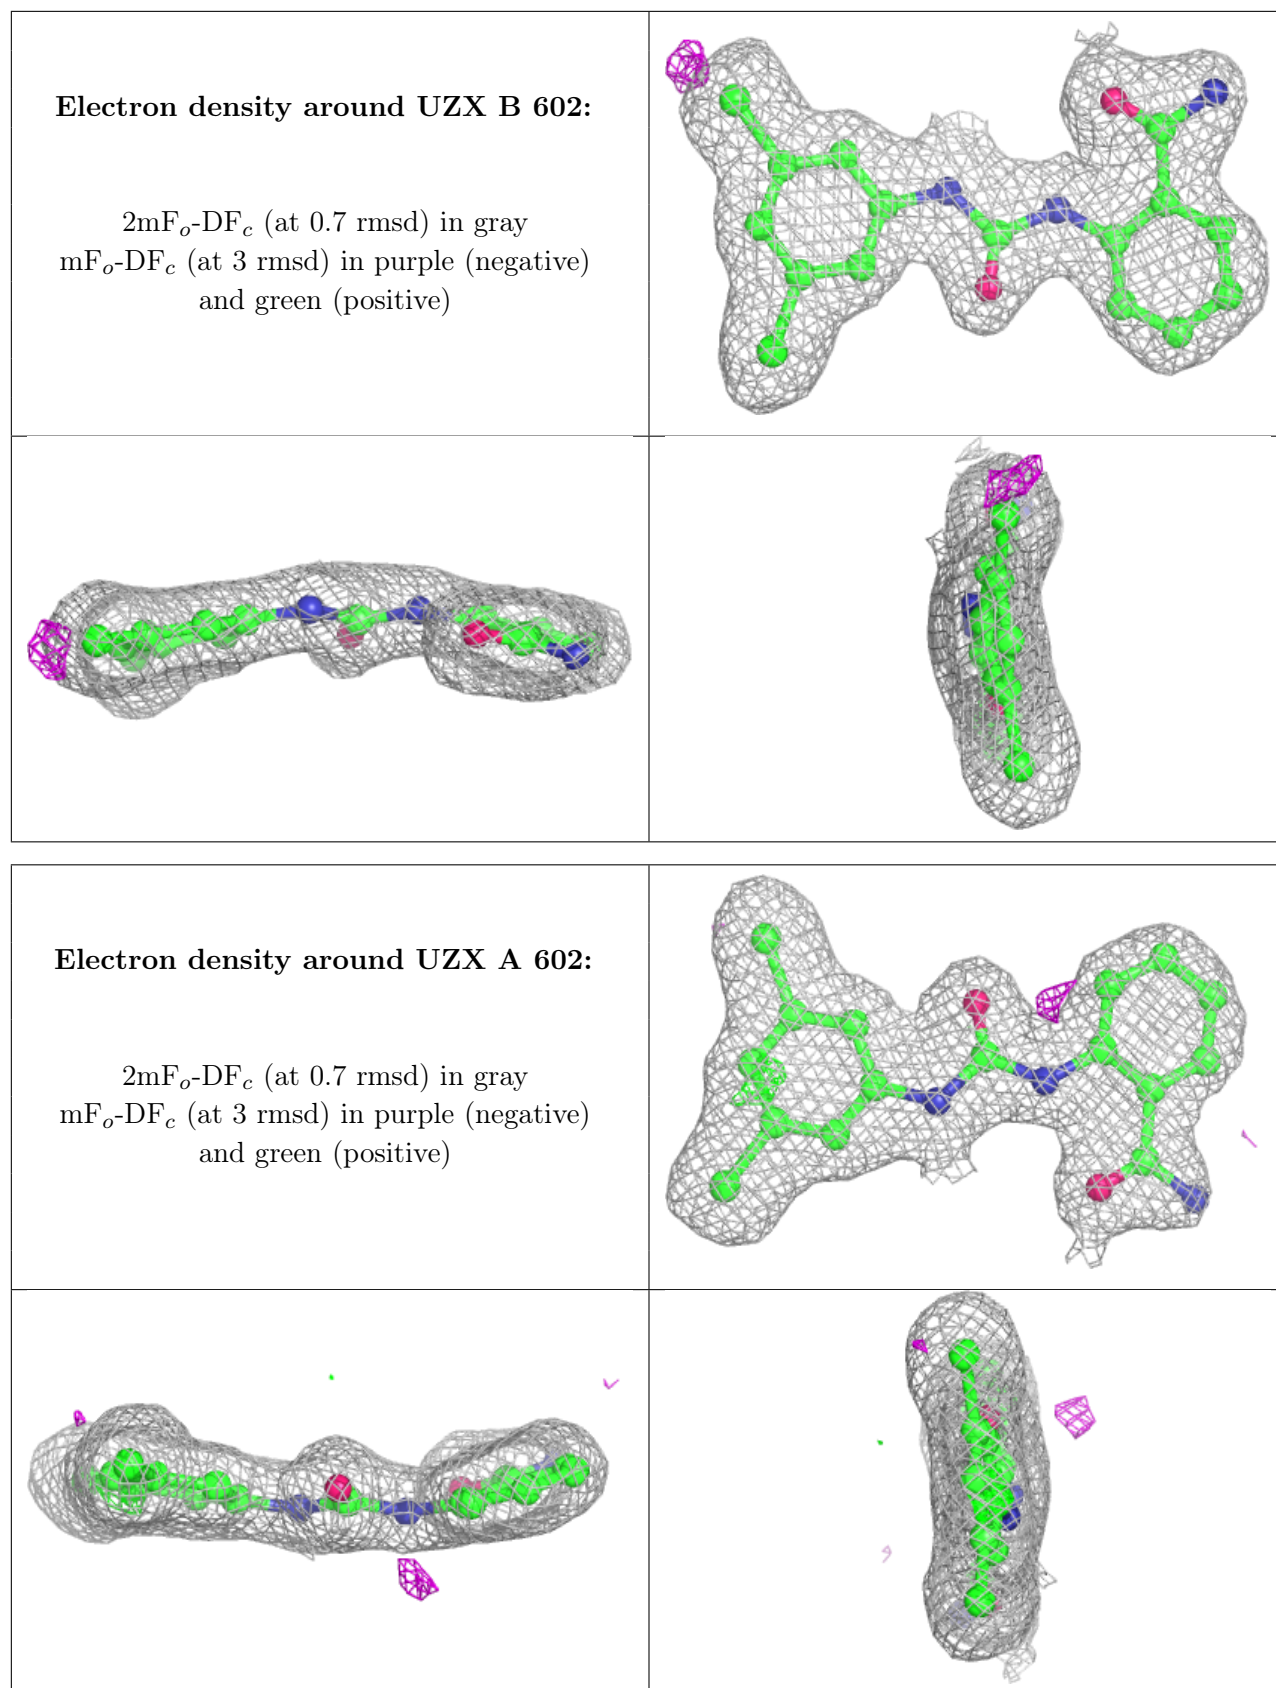 Electron density around UZX B 602:
2mFo-DFc (at 0.7 rmsd) in gray
mFo-DFc (at 3 rmsd) in purple (negative)
and green (positive)
Electron density around UZX A 602:
2mFo-DFc (at 0.7 rmsd) in gray
mFo-DFc (at 3 rmsd) in purple (negative)
and green (positive)